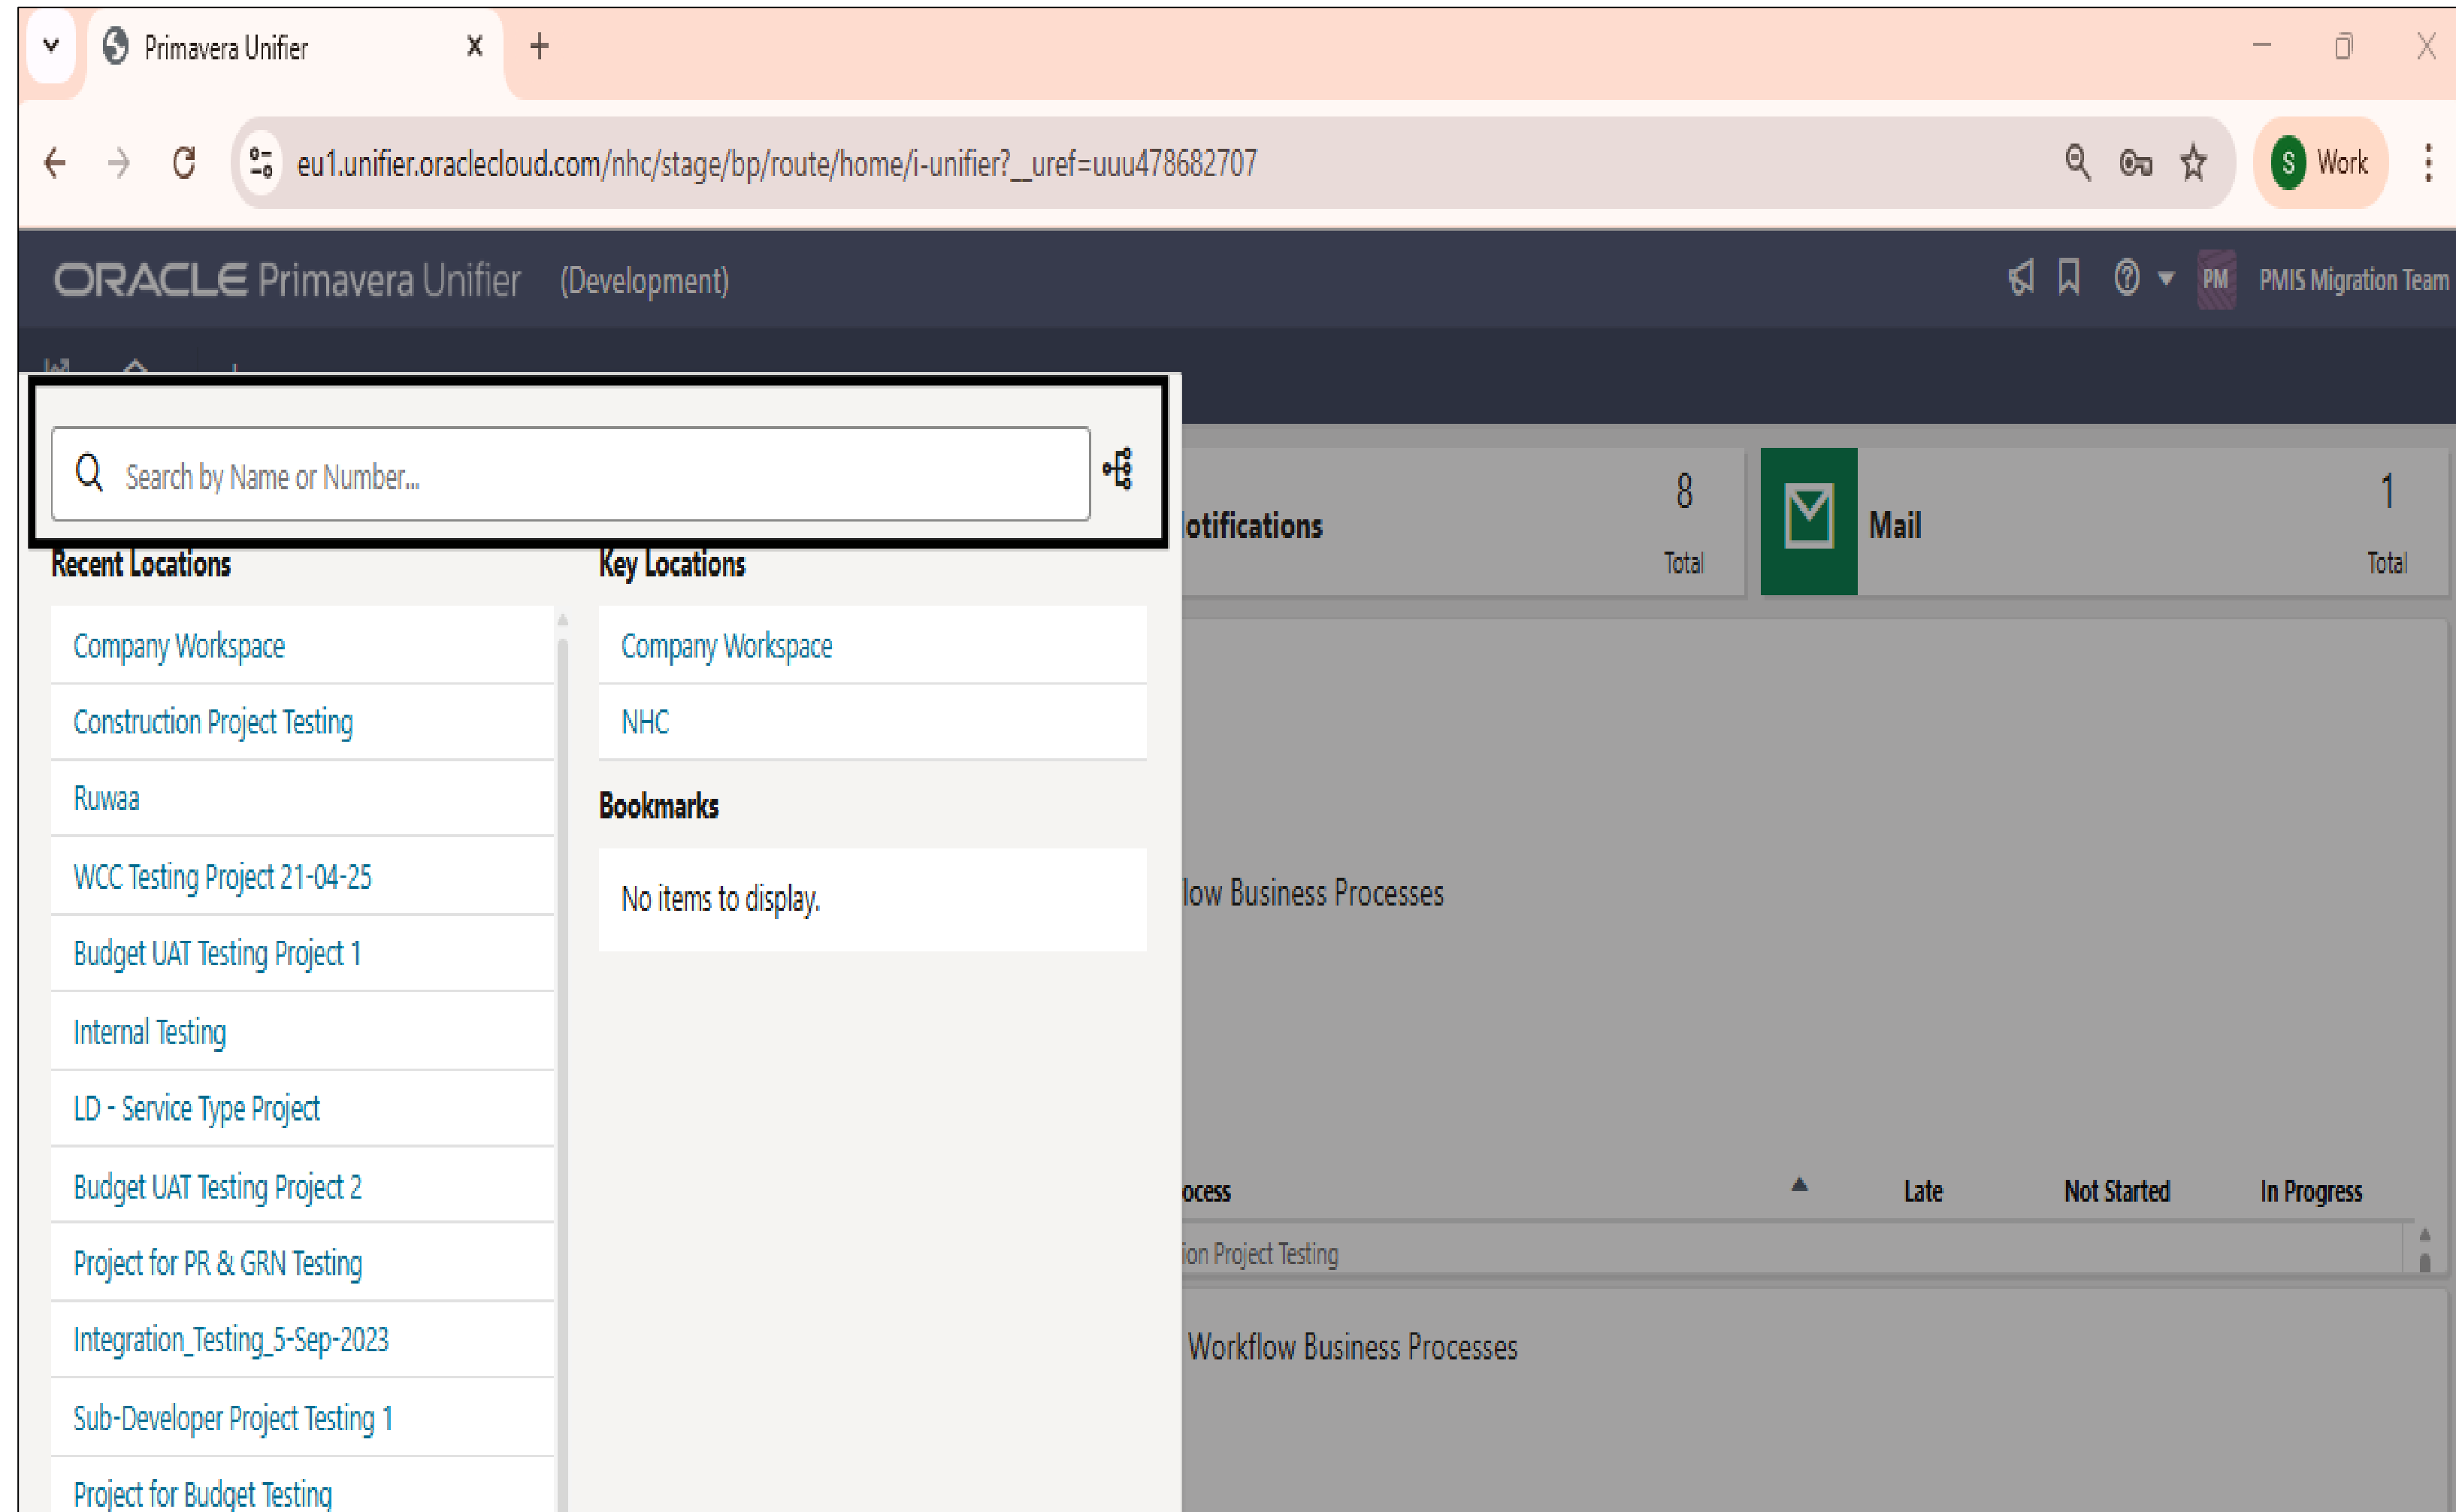 Primavera Unifier
eu1.unifier.oraclecloud.com/nhc/stage/bp/route/home/i-unifier?__uref=uuu478682707
S Work
ORACLE Primavera Unifier (Development)
PM PMIS Migration Team
Search by Name or Number...
otifications
8
Total
Mail
1
Total
Recent Locations
Company Workspace
Construction Project Testing
Ruwaa
WCC Testing Project 21-04-25
Budget UAT Testing Project 1
Internal Testing
LD - Service Type Project
Budget UAT Testing Project 2
Project for PR & GRN Testing
Integration_Testing_5-Sep-2023
Sub-Developer Project Testing 1
Project for Budget Testing
Key Locations
Company Workspace
NHC
Bookmarks
No items to display.
low Business Processes
ocess Late Not Started In Progress
ion Project Testing
Workflow Business Processes